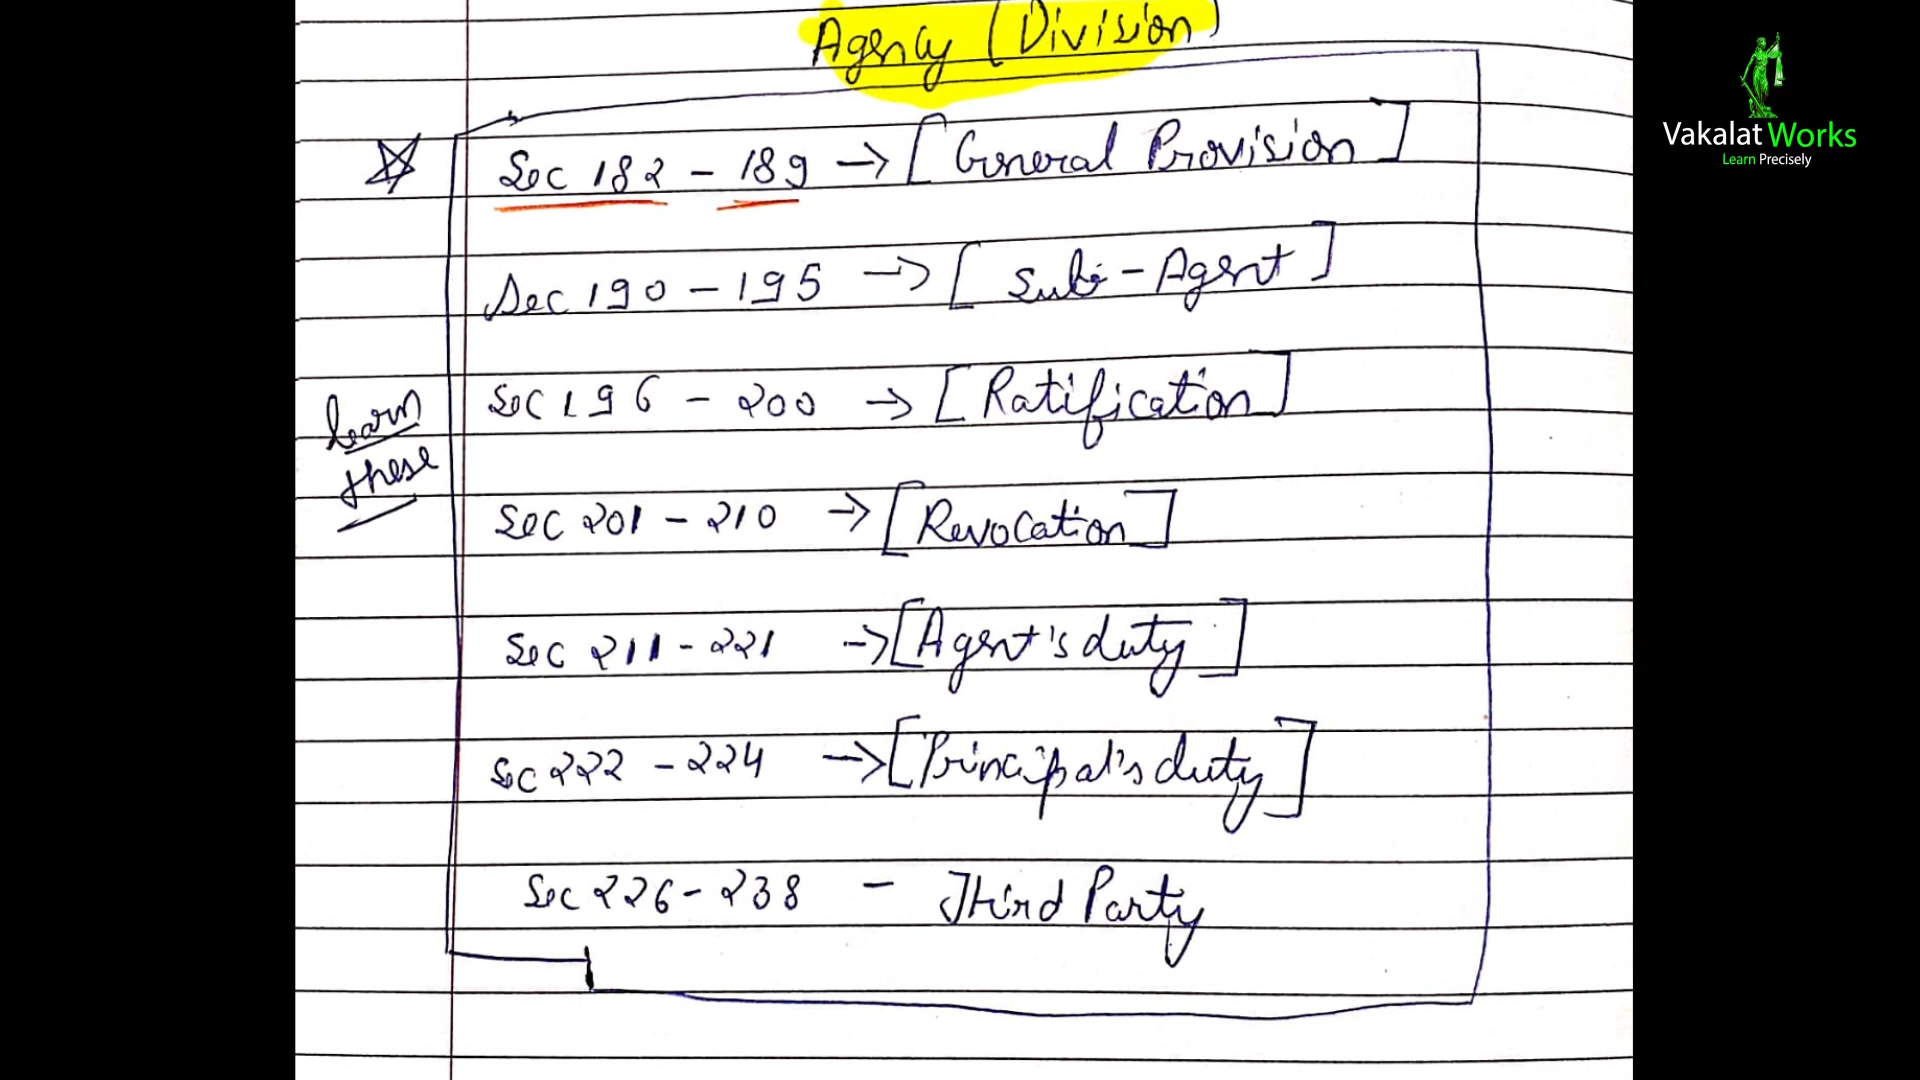 Agency (Division)
Sec 182 - 189 → [General Provision]
Sec 190 - 195 → [Sub-Agent]
Sec 196 - 200 → [Ratification]
learn
these
Sec 201 - 210 → [Revocation]
Sec 211 - 221 → [Agent's duty]
Sec 222 - 224 → [Principal's duty]
Sec 226 - 238 - Third Party
Vakalat Works
Learn Precisely